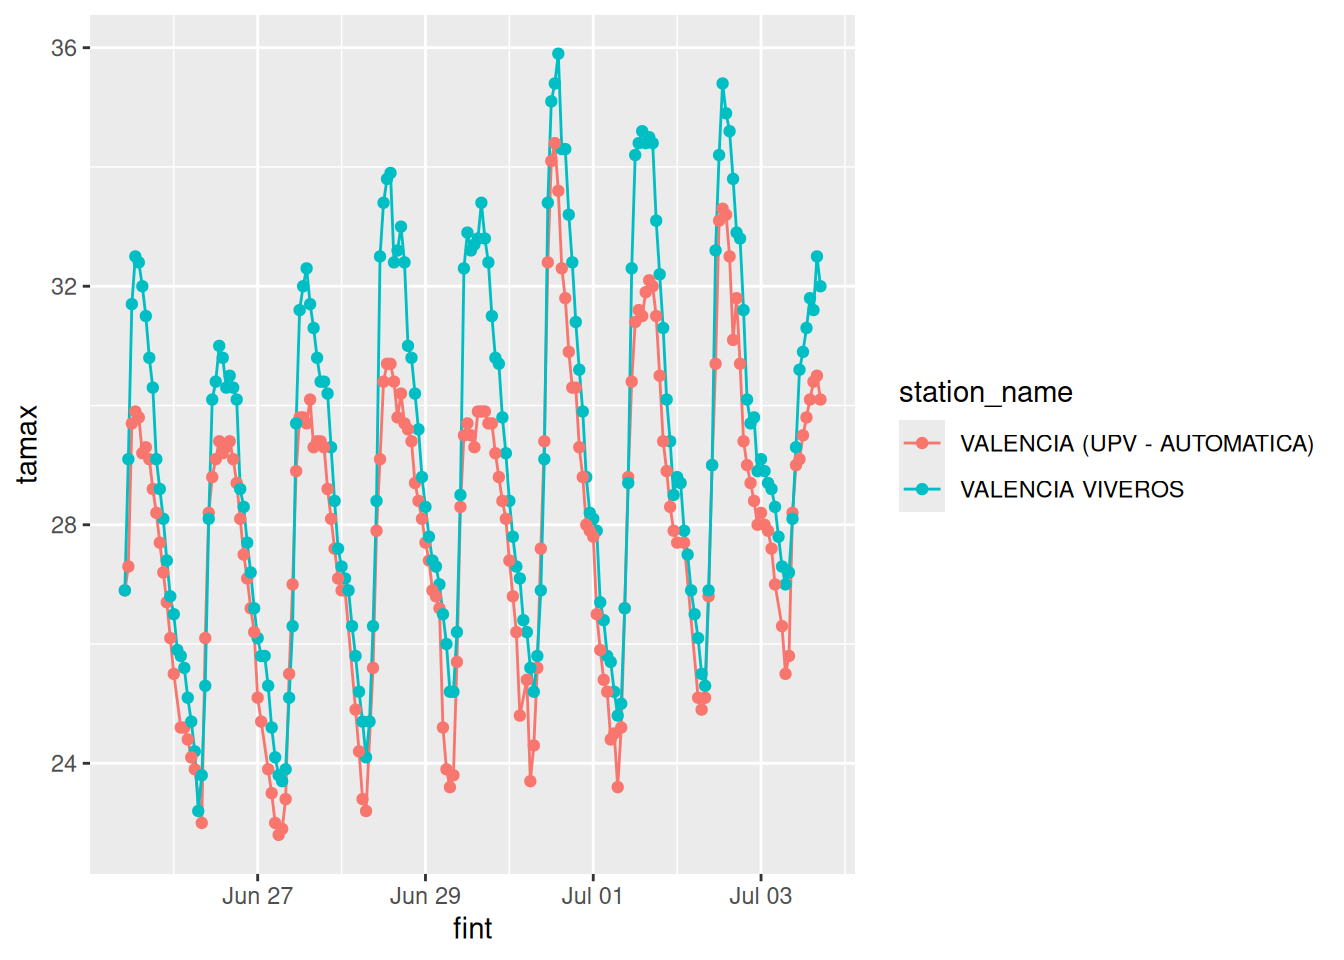 36
32
28
24
tamax
Jun 27
Jun 29
Jul 01
Jul 03
fint
station_name
VALENCIA (UPV - AUTOMATICA)
VALENCIA VIVEROS